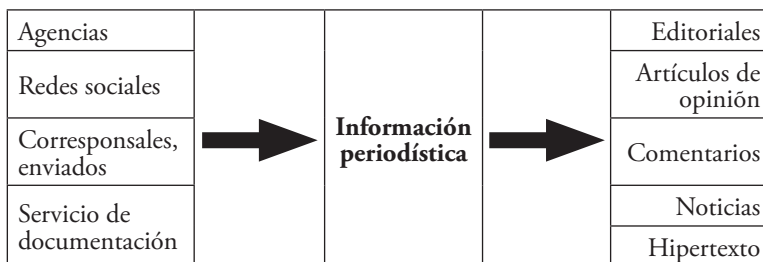 Agencias
Redes sociales
Corresponsales,
enviados
Servicio de
documentación
Información
periodística
Editoriales
Artículos de
opinión
Comentarios
Noticias
Hipertexto